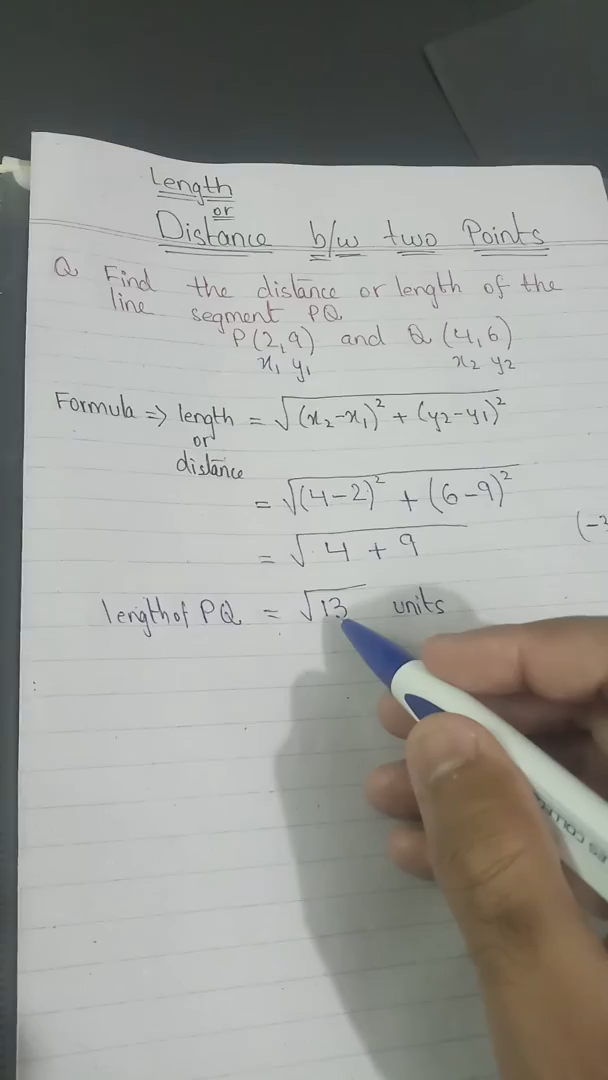 Length
or
Distance b/w two Points
Q Find the distance or length of the
line segment PQ
P(2,9) and Q (4,6)
x₁ y₁ x₂ y₂
Formula => length = √(x₂-x₁)² + (y₂-y₁)²
or
distance
= √(4-2)² + (6-9)²
(-
= √4 + 9
length of PQ = √13 units